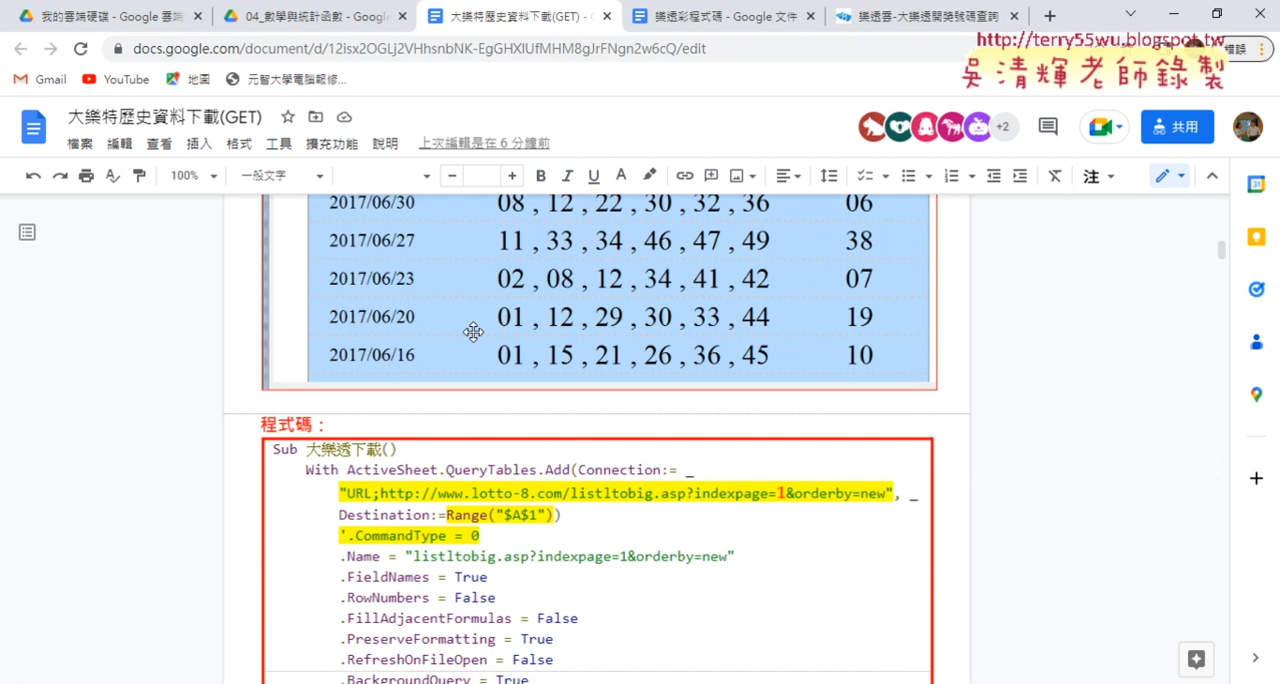 我的雲端硬碟 - Google 雲端
04_數學與統計函數 - Google
大樂特歷史資料下載(GET) - G
樂透彩程式碼 - Google 文件
樂透雲-大樂透開獎號碼查詢
docs.google.com/document/d/12isx2OGLj2VHhsnbNK-EgGHXlUfMHM8gJrFNgn2w6cQ/edit
http://terry55wu.blogspot.tw
錯誤
吳清輝老師錄製
Gmail
YouTube
地圖
元智大學電腦報修...
大樂特歷史資料下載(GET)
檔案 編輯 查看 插入 格式 工具 擴充功能 說明 上次編輯是在 6 分鐘前
+2
共用
100% 一般文字
注
2017/06/30 08 , 12 , 22 , 30 , 32 , 36 06
2017/06/27 11 , 33 , 34 , 46 , 47 , 49 38
2017/06/23 02 , 08 , 12 , 34 , 41 , 42 07
2017/06/20 01 , 12 , 29 , 30 , 33 , 44 19
2017/06/16 01 , 15 , 21 , 26 , 36 , 45 10
程式碼：
Sub 大樂透下載()
With ActiveSheet.QueryTables.Add(Connection:= _
"URL;http://www.lotto-8.com/listltobig.asp?indexpage=1&orderby=new", _
Destination:=Range("$A$1"))
'.CommandType = 0
.Name = "listltobig.asp?indexpage=1&orderby=new"
.FieldNames = True
.RowNumbers = False
.FillAdjacentFormulas = False
.PreserveFormatting = True
.RefreshOnFileOpen = False
.BackgroundQuery = True